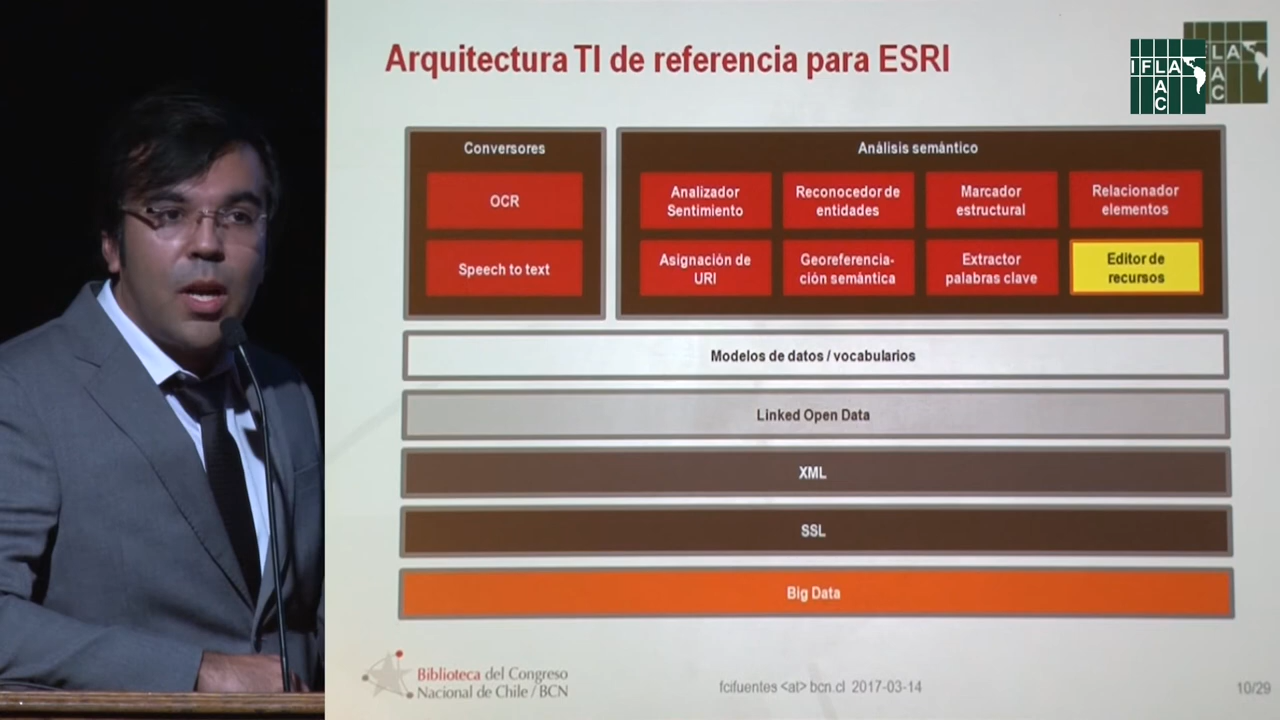 Arquitectura TI de referencia para ESRI
IFLA
LAC
LA
A
C
Conversores
OCR
Speech to text
Análisis semántico
Analizador
Sentimiento
Reconocedor de
entidades
Marcador
estructural
Relacionador
elementos
Asignación de
URI
Georeferencia-
ción semántica
Extractor
palabras clave
Editor de
recursos
Modelos de datos / vocabularios
Linked Open Data
XML
SSL
Big Data
Biblioteca del Congreso
Nacional de Chile / BCN
fcifuentes <at> bcn.cl 2017-03-14
10/29